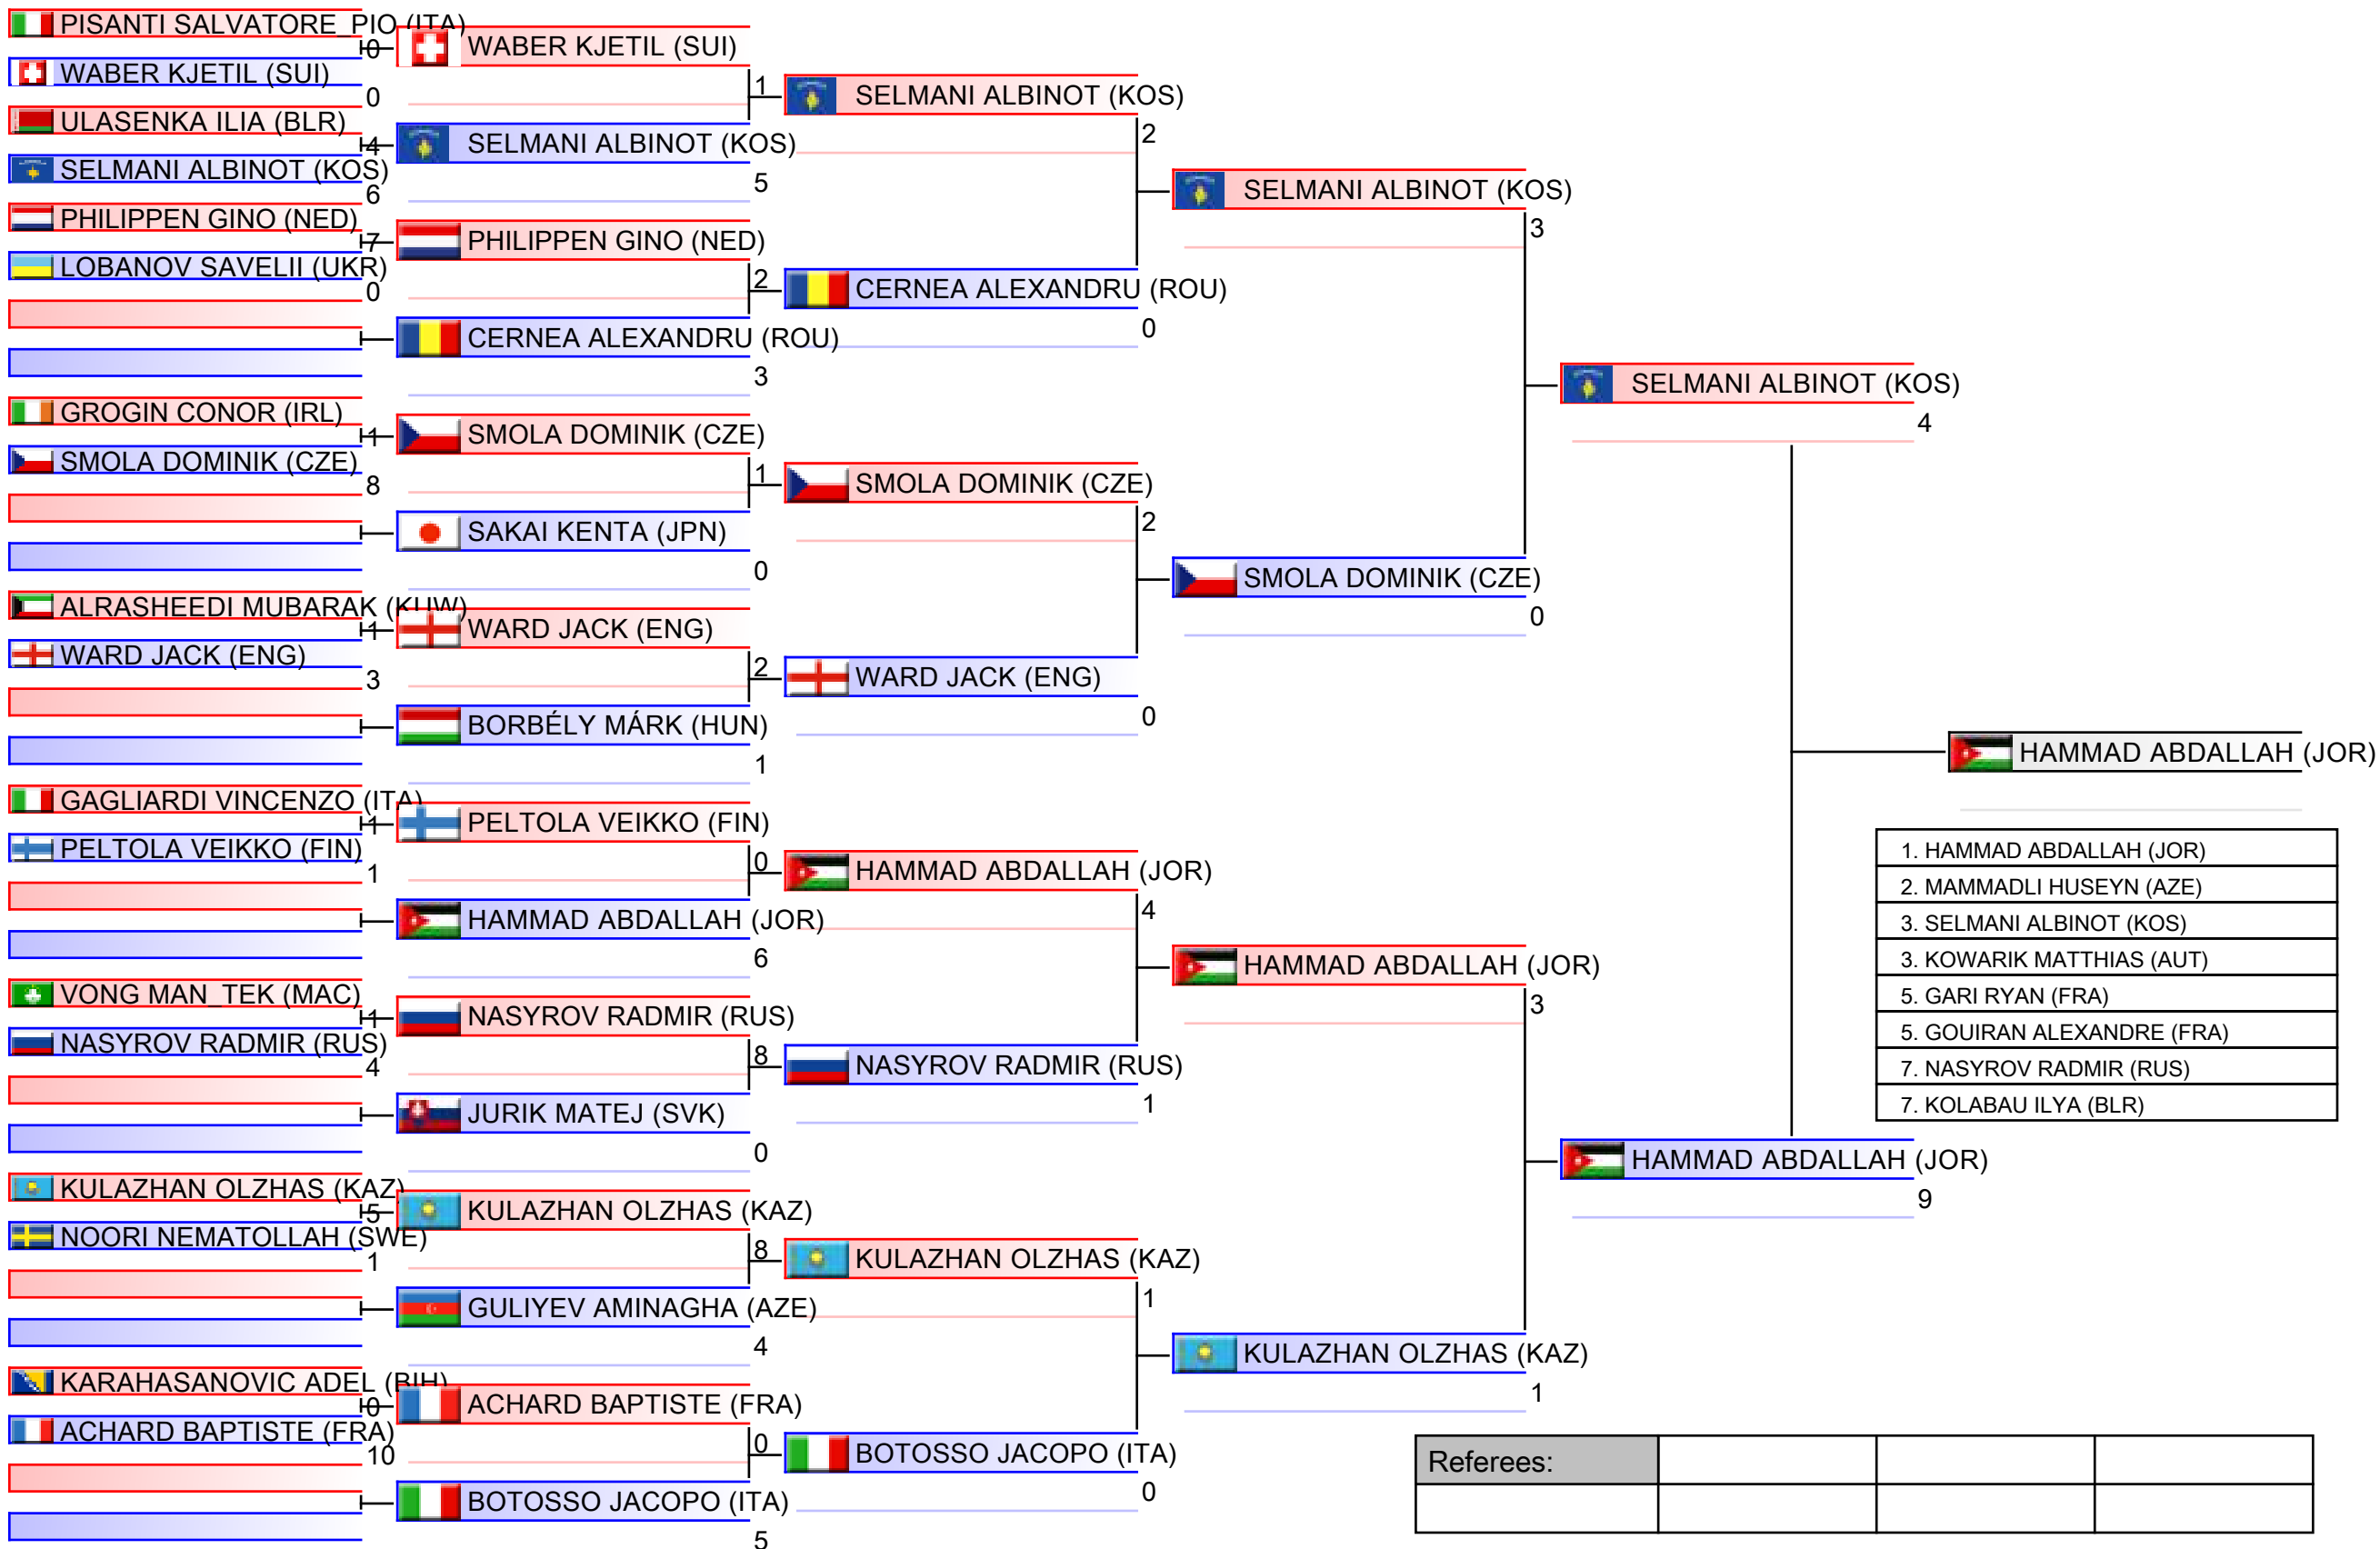 PISANTI SALVATORE_PIO (ITA)
0
WABER KJETIL (SUI)
0
ULASENKA ILIA (BLR)
4
SELMANI ALBINOT (KOS)
6
PHILIPPEN GINO (NED)
7
LOBANOV SAVELII (UKR)
0
GROGIN CONOR (IRL)
1
SMOLA DOMINIK (CZE)
8
ALRASHEEDI MUBARAK (KUW)
1
WARD JACK (ENG)
3
GAGLIARDI VINCENZO (ITA)
1
PELTOLA VEIKKO (FIN)
1
VONG MAN_TEK (MAC)
1
NASYROV RADMIR (RUS)
4
KULAZHAN OLZHAS (KAZ)
5
NOORI NEMATOLLAH (SWE)
1
KARAHASANOVIC ADEL (BIH)
0
ACHARD BAPTISTE (FRA)
10
WABER KJETIL (SUI)
1
SELMANI ALBINOT (KOS)
5
PHILIPPEN GINO (NED)
2
CERNEA ALEXANDRU (ROU)
3
SMOLA DOMINIK (CZE)
1
SAKAI KENTA (JPN)
0
WARD JACK (ENG)
2
BORBÉLY MÁRK (HUN)
1
PELTOLA VEIKKO (FIN)
0
HAMMAD ABDALLAH (JOR)
6
NASYROV RADMIR (RUS)
8
JURIK MATEJ (SVK)
0
KULAZHAN OLZHAS (KAZ)
8
GULIYEV AMINAGHA (AZE)
4
ACHARD BAPTISTE (FRA)
0
BOTOSSO JACOPO (ITA)
5
SELMANI ALBINOT (KOS)
2
CERNEA ALEXANDRU (ROU)
0
SMOLA DOMINIK (CZE)
2
WARD JACK (ENG)
0
HAMMAD ABDALLAH (JOR)
4
NASYROV RADMIR (RUS)
1
KULAZHAN OLZHAS (KAZ)
1
BOTOSSO JACOPO (ITA)
0
SELMANI ALBINOT (KOS)
3
SMOLA DOMINIK (CZE)
0
HAMMAD ABDALLAH (JOR)
3
KULAZHAN OLZHAS (KAZ)
1
SELMANI ALBINOT (KOS)
4
HAMMAD ABDALLAH (JOR)
9
HAMMAD ABDALLAH (JOR)
1. HAMMAD ABDALLAH (JOR)
2. MAMMADLI HUSEYN (AZE)
3. SELMANI ALBINOT (KOS)
3. KOWARIK MATTHIAS (AUT)
5. GARI RYAN (FRA)
5. GOUIRAN ALEXANDRE (FRA)
7. NASYROV RADMIR (RUS)
7. KOLABAU ILYA (BLR)
Referees: